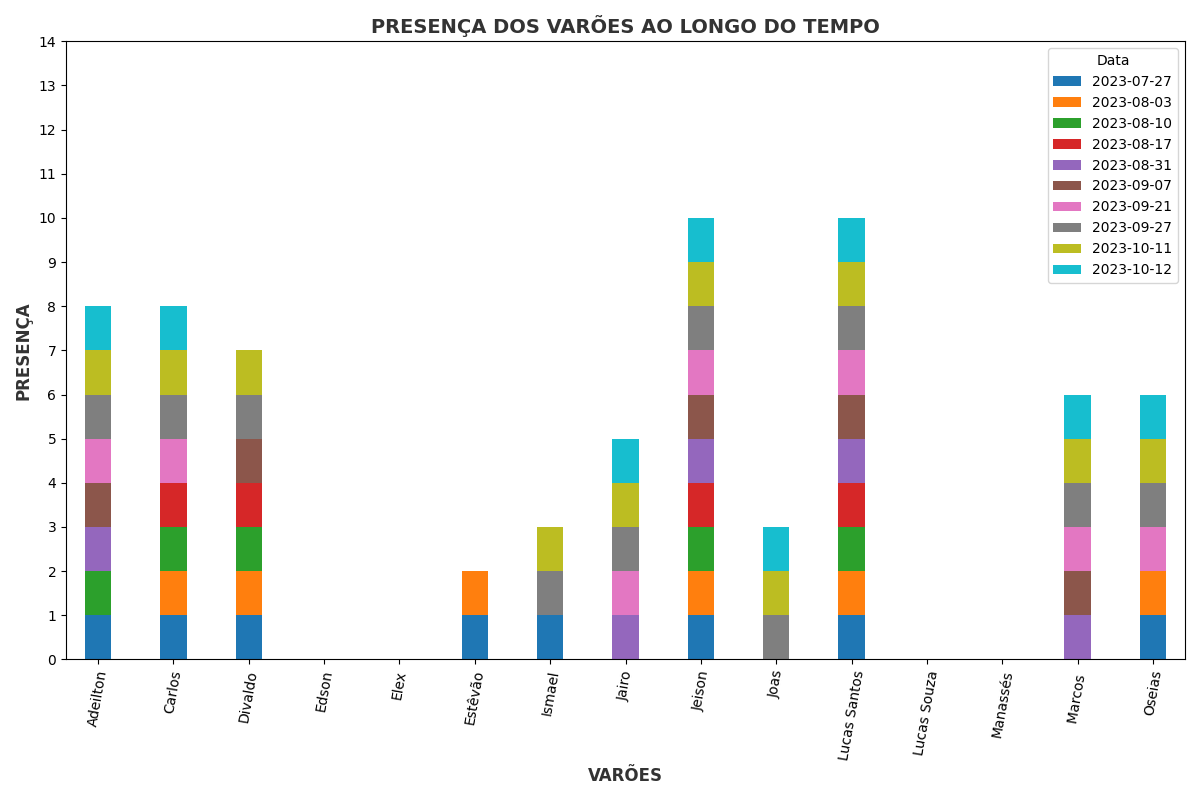 PRESENÇA DOS VARÕES AO LONGO DO TEMPO
14
13
12
11
10
9
8
7
6
5
4
3
2
1
0
PRESENÇA
Data
2023-07-27
2023-08-03
2023-08-10
2023-08-17
2023-08-31
2023-09-07
2023-09-21
2023-09-27
2023-10-11
2023-10-12
Adeilton
Carlos
Divaldo
Edson
Elex
Estêvão
Ismael
Jairo
Jeison
Joas
Lucas Santos
Lucas Souza
Manassés
Marcos
Oseias
VARÕES